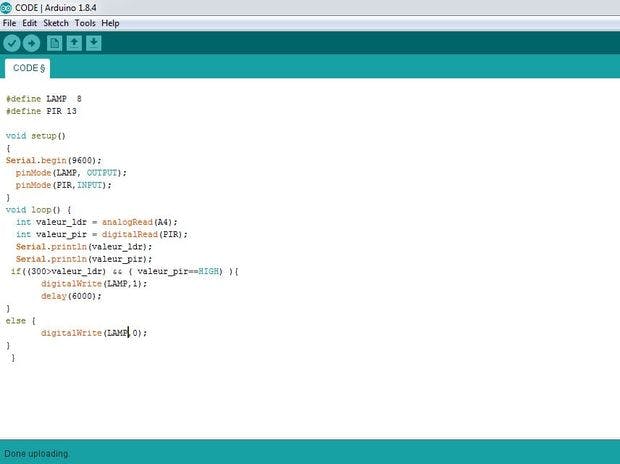 CODE | Arduino 1.8.4
File Edit Sketch Tools Help
CODE §
#define LAMP  8
#define PIR 13
void setup()
{
Serial.begin(9600);
  pinMode(LAMP, OUTPUT);
  pinMode(PIR,INPUT);
}
void loop() {
  int valeur_ldr = analogRead(A4);
  int valeur_pir = digitalRead(PIR);
  Serial.println(valeur_ldr);
  Serial.println(valeur_pir);
 if((300>valeur_ldr) && ( valeur_pir==HIGH) ){
       digitalWrite(LAMP,1);
       delay(6000);
}
else {
       digitalWrite(LAMP,0);
}
 }
Done uploading.